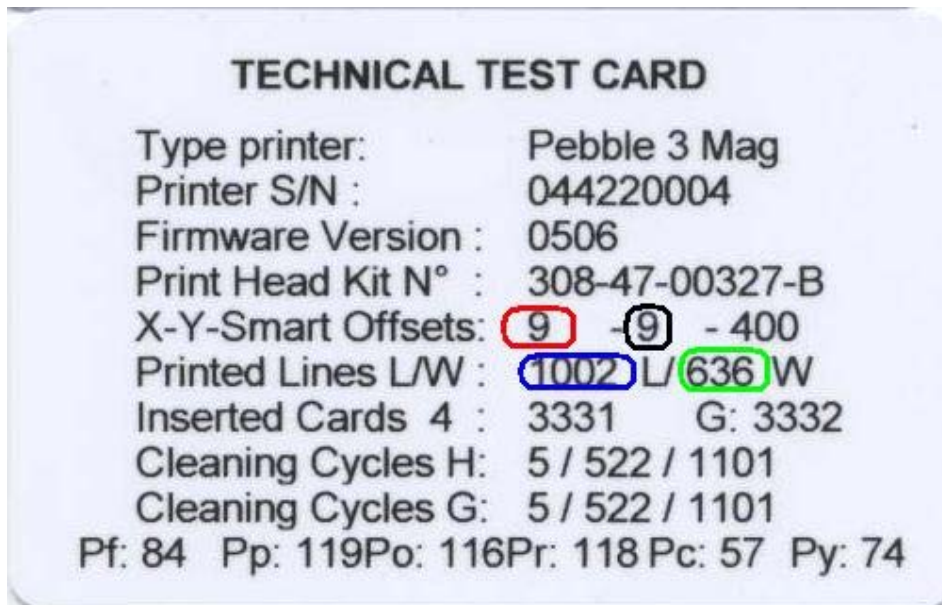 TECHNICAL TEST CARD
Type printer: Pebble 3 Mag
Printer S/N : 044220004
Firmware Version : 0506
Print Head Kit N° : 308-47-00327-B
X-Y-Smart Offsets: 9 -9 - 400
Printed Lines L/W : 1002 L/ 636 W
Inserted Cards 4 : 3331 G: 3332
Cleaning Cycles H: 5 / 522 / 1101
Cleaning Cycles G: 5 / 522 / 1101
Pf: 84 Pp: 119Po: 116Pr: 118 Pc: 57 Py: 74